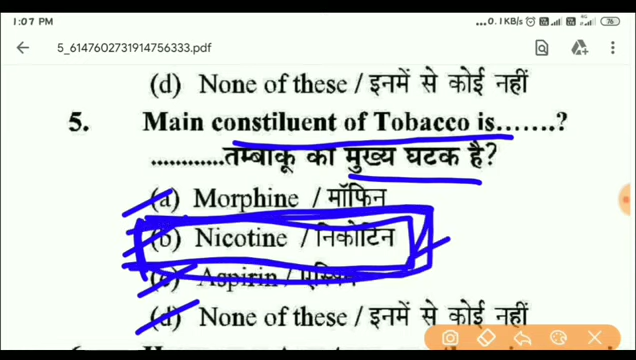 1:07 PM ...0.1KB/s 76
5_6147602731914756333.pdf
(d) None of these / इनमें से कोई नहीं
5. Main constiluent of Tobacco is.......?
............तम्बाकू का मुख्य घटक है?
(a) Morphine / मॉफिन
(b) Nicotine / निकोटिन
(c) Aspirin /
(d) None of these / इनमें से कोई नहीं